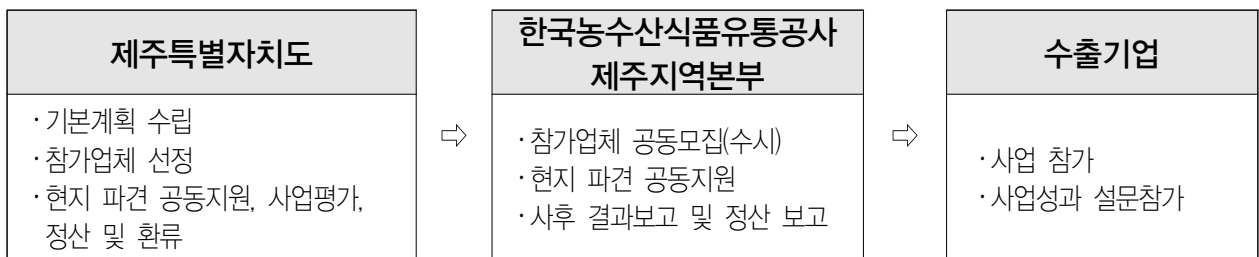 제주특별자치도
·기본계획 수립
·참가업체 선정
·현지 파견 공동지원, 사업평가,
정산 및 환류
⇨
한국농수산식품유통공사
제주지역본부
·참가업체 공동모집(수시)
·현지 파견 공동지원
·사후 결과보고 및 정산 보고
⇨
수출기업
·사업 참가
·사업성과 설문참가